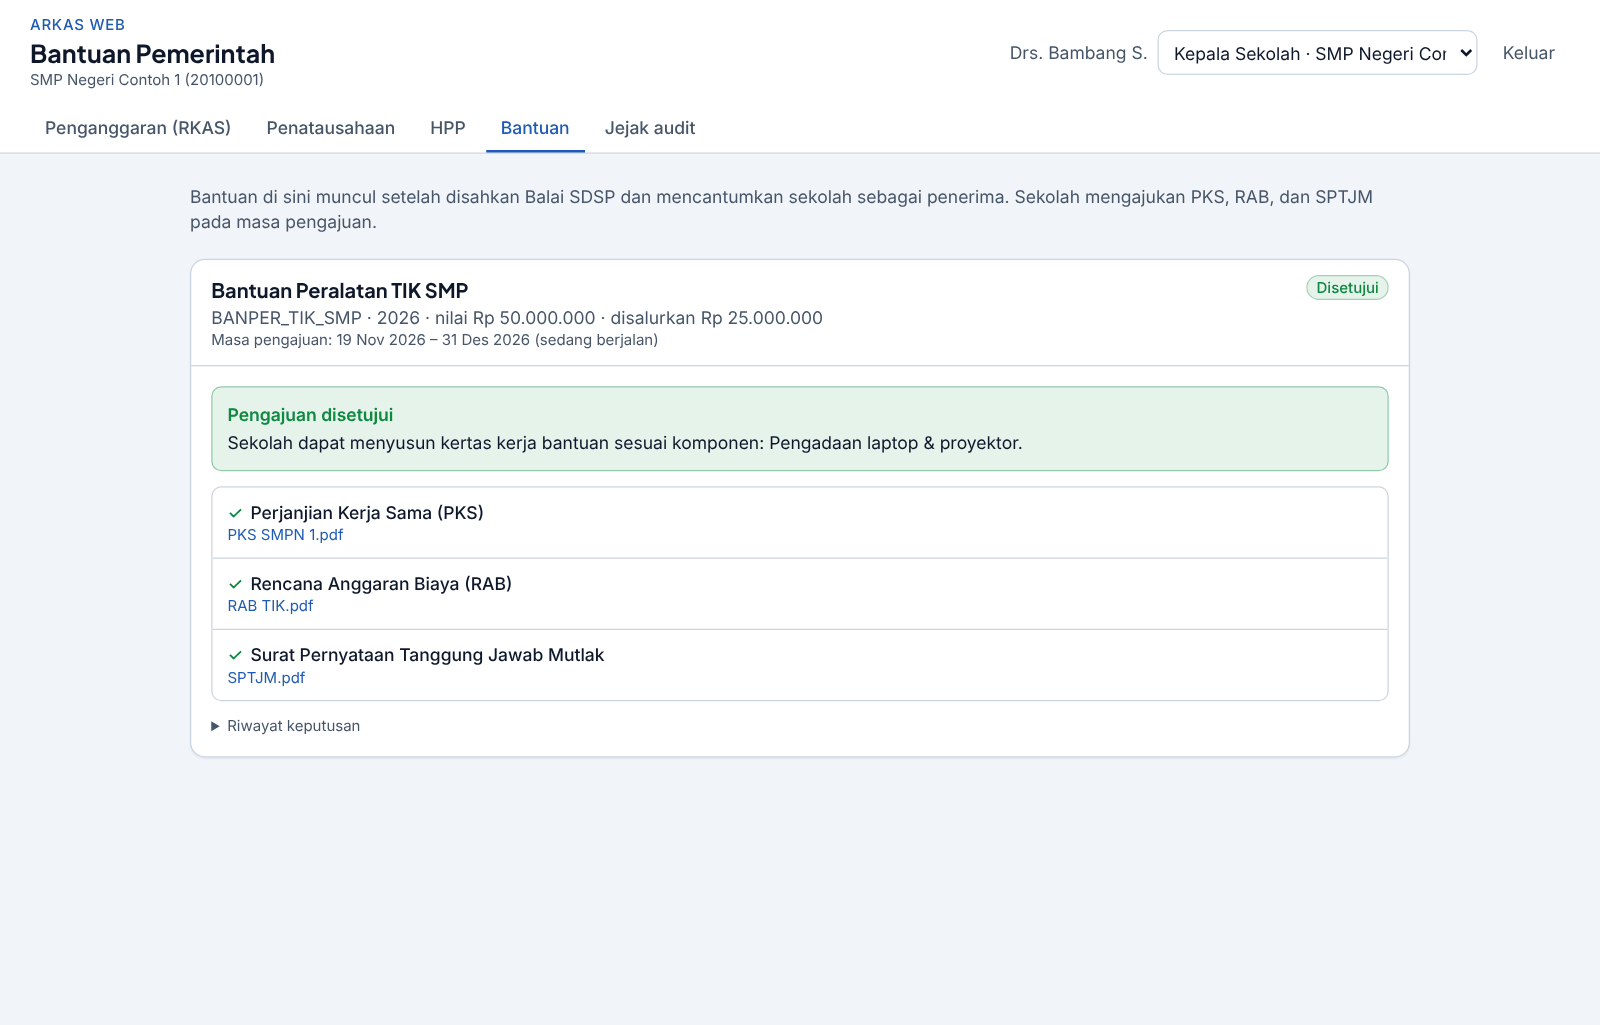 ARKAS WEB
Bantuan Pemerintah
SMP Negeri Contoh 1 (20100001)
Drs. Bambang S.
Kepala Sekolah · SMP Negeri Cor
Keluar
Penganggaran (RKAS)
Penatausahaan
HPP
Bantuan
Jejak audit
Bantuan di sini muncul setelah disahkan Balai SDSP dan mencantumkan sekolah sebagai penerima. Sekolah mengajukan PKS, RAB, dan SPTJM
pada masa pengajuan.
Bantuan Peralatan TIK SMP
Disetujui
BANPER_TIK_SMP · 2026 · nilai Rp 50.000.000 · disalurkan Rp 25.000.000
Masa pengajuan: 19 Nov 2026 – 31 Des 2026 (sedang berjalan)
Pengajuan disetujui
Sekolah dapat menyusun kertas kerja bantuan sesuai komponen: Pengadaan laptop & proyektor.
✓ Perjanjian Kerja Sama (PKS)
PKS SMPN 1.pdf
✓ Rencana Anggaran Biaya (RAB)
RAB TIK.pdf
✓ Surat Pernyataan Tanggung Jawab Mutlak
SPTJM.pdf
▶ Riwayat keputusan